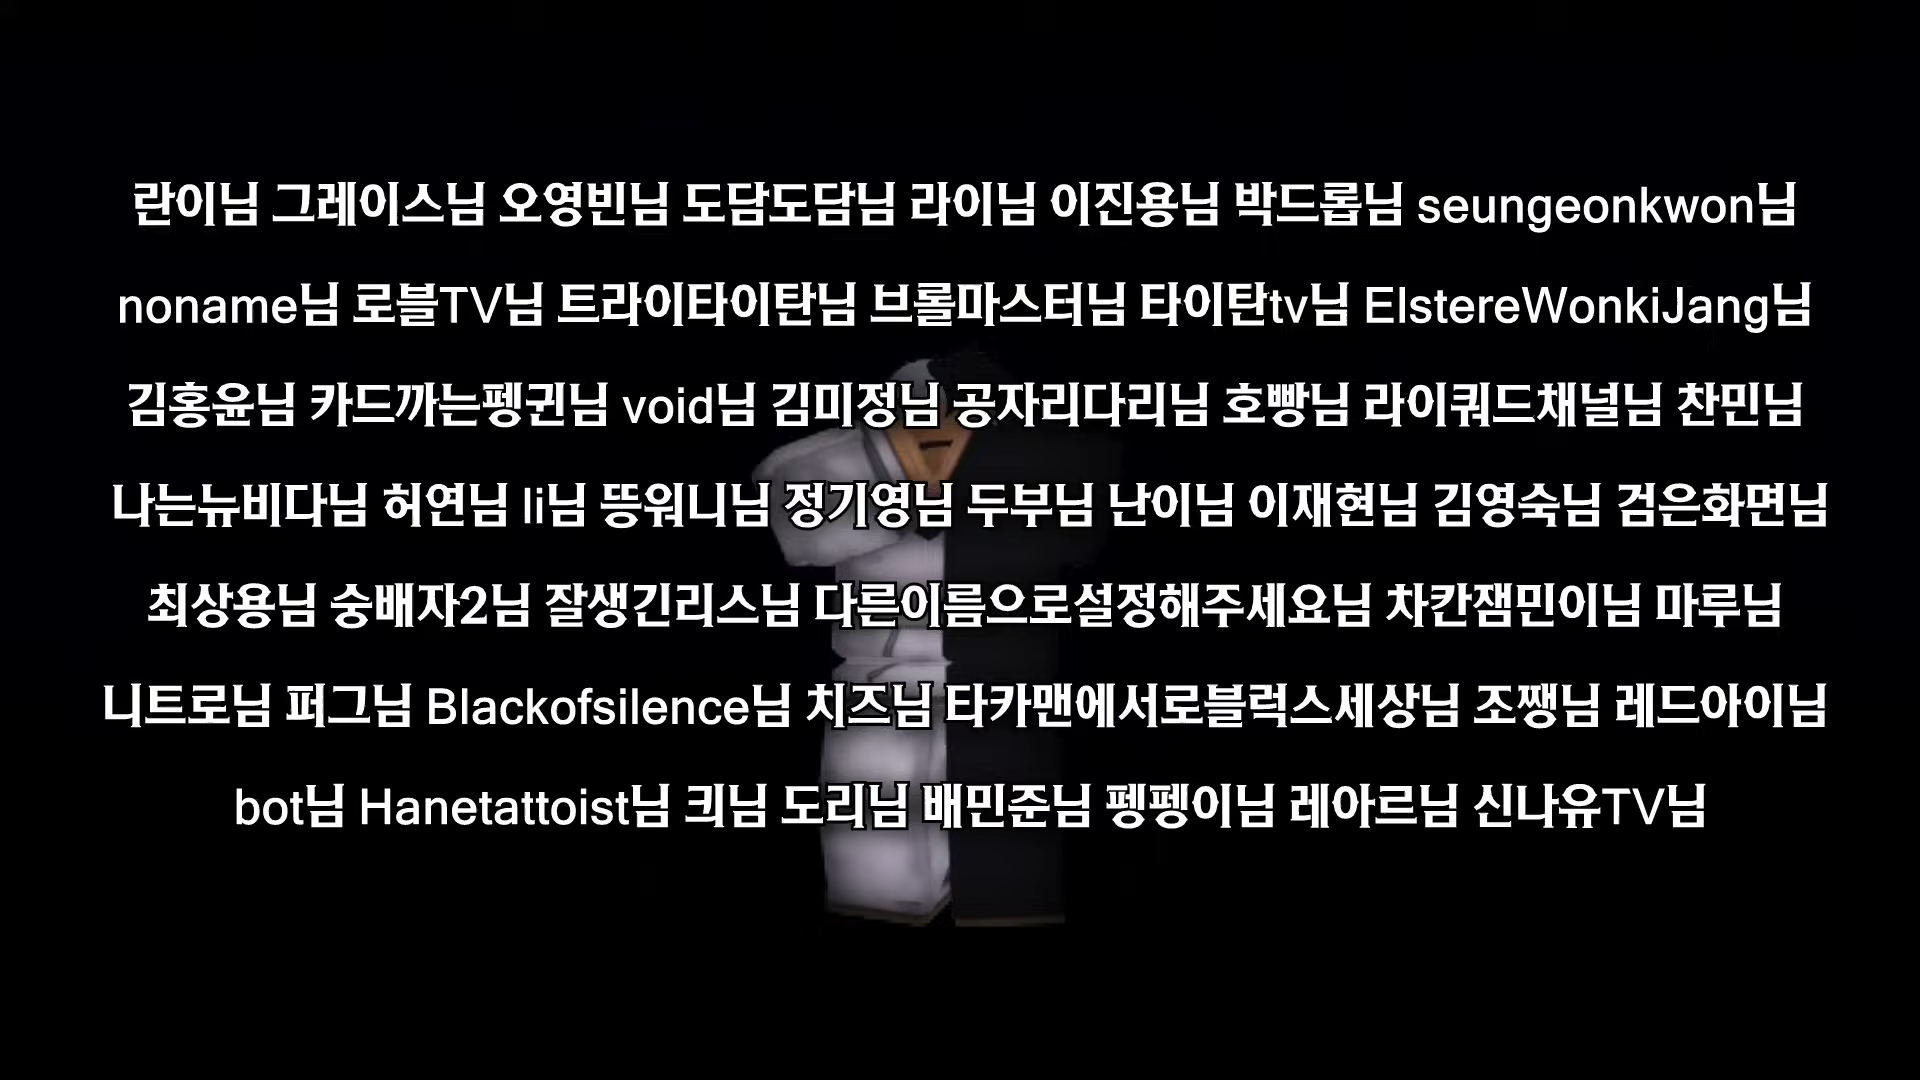 란이님 그레이스님 오영빈님 도담도담님 라이님 이진용님 박드롭님 seungeonkwon님
noname님 로블TV님 트라이타이탄님 브롤마스터님 타이탄tv님 ElstereWonkiJang님
김홍윤님 카드까는펭귄님 void님 김미정님 공자리다리님 호빵님 라이쿼드채널님 찬민님
나는뉴비다님 허연님 li님 뚱워니님 정기영님 두부님 난이님 이재현님 김영숙님 검은화면님
최상용님 숭배자2님 잘생긴리스님 다른이름으로설정해주세요님 차칸잼민이님 마루님
니트로님 퍼그님 Blackofsilence님 치즈님 타카맨에서로블럭스세상님 조쨍님 레드아이님
bot님 Hanetattoist님 킈님 도리님 배민준님 펭펭이님 레아르님 신나유TV님